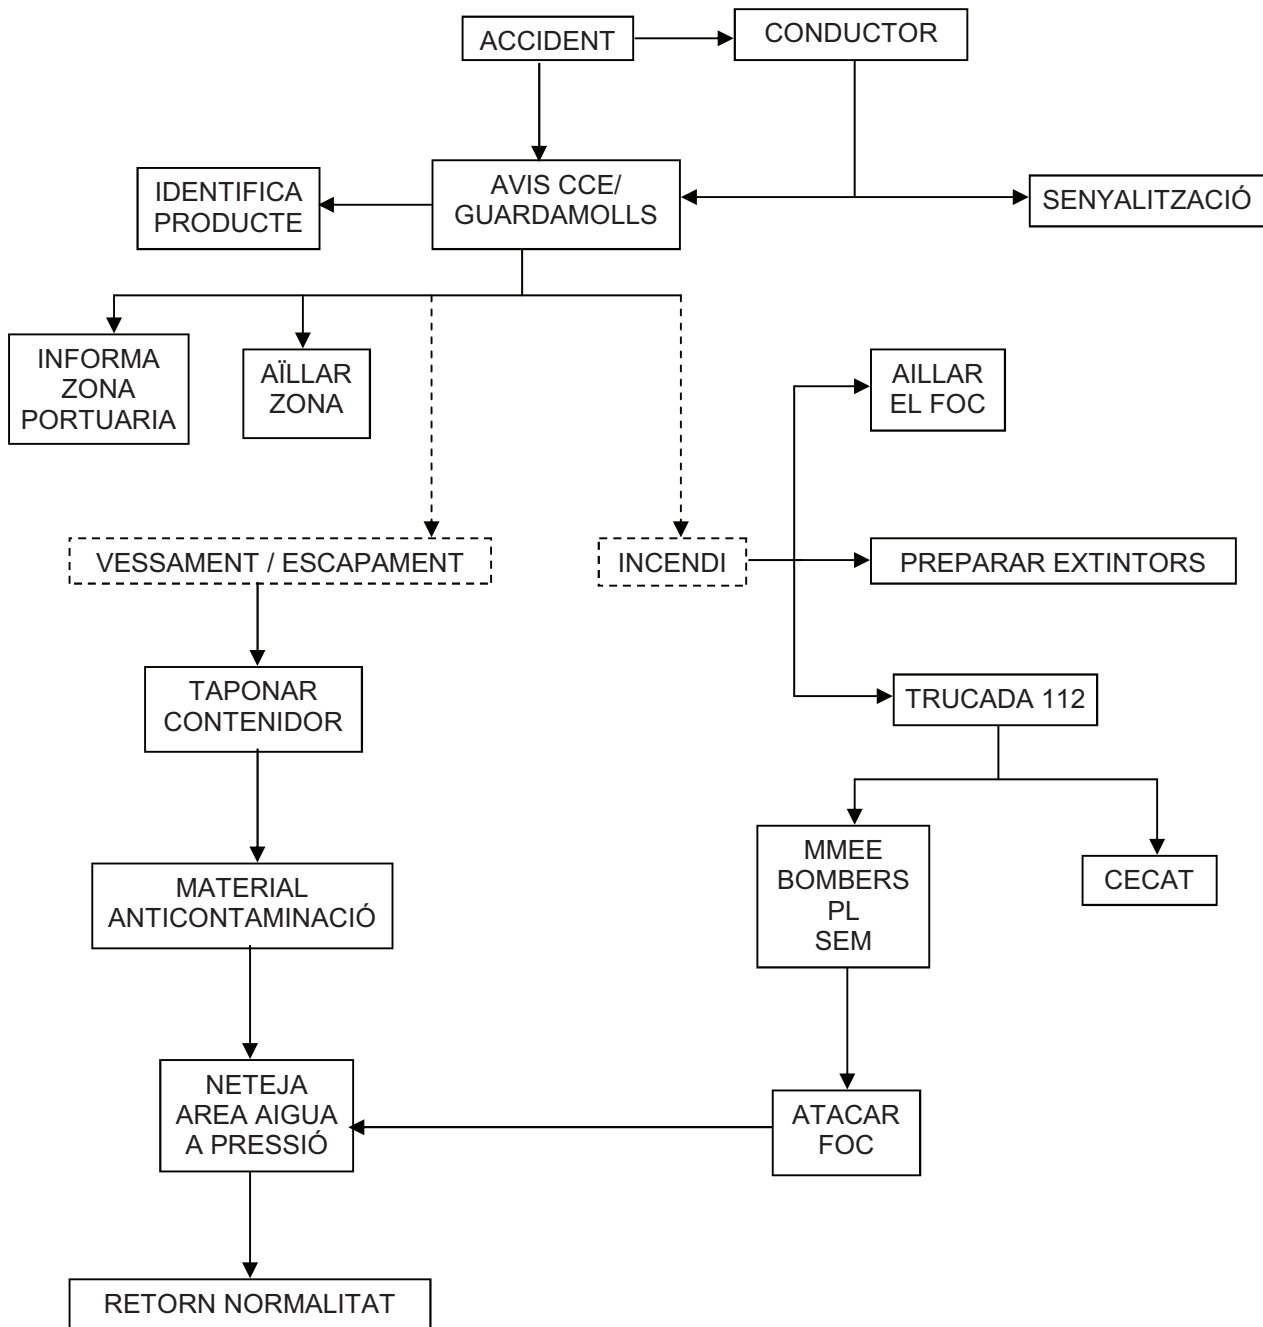 ACCIDENT
CONDUCTOR
IDENTIFICA
PRODUCTE
AVIS CCE/
GUARDAMOLLS
SENYALITZACIÓ
INFORMA
ZONA
PORTUARIA
AÏLLAR
ZONA
AILLAR
EL FOC
VESSAMENT / ESCAPAMENT
INCENDI
PREPARAR EXTINTORS
TAPONAR
CONTENIDOR
TRUCADA 112
MMEE
BOMBERS
PL
SEM
CECAT
MATERIAL
ANTICONTAMINACIÓ
NETEJA
AREA AIGUA
A PRESSIÓ
ATACAR
FOC
RETORN NORMALITAT